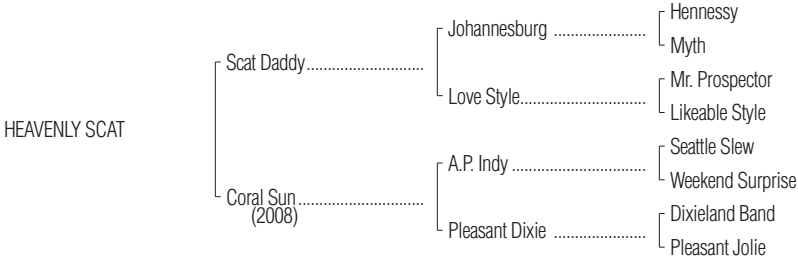 Hennessy
Johannesburg ......................
Myth
Scat Daddy............................
Mr. Prospector
Love Style..............................
Likeable Style
HEAVENLY SCAT
Seattle Slew
A.P. Indy ................................
Weekend Surprise
Coral Sun..............................
(2008)
Dixieland Band
Pleasant Dixie ......................
Pleasant Jolie